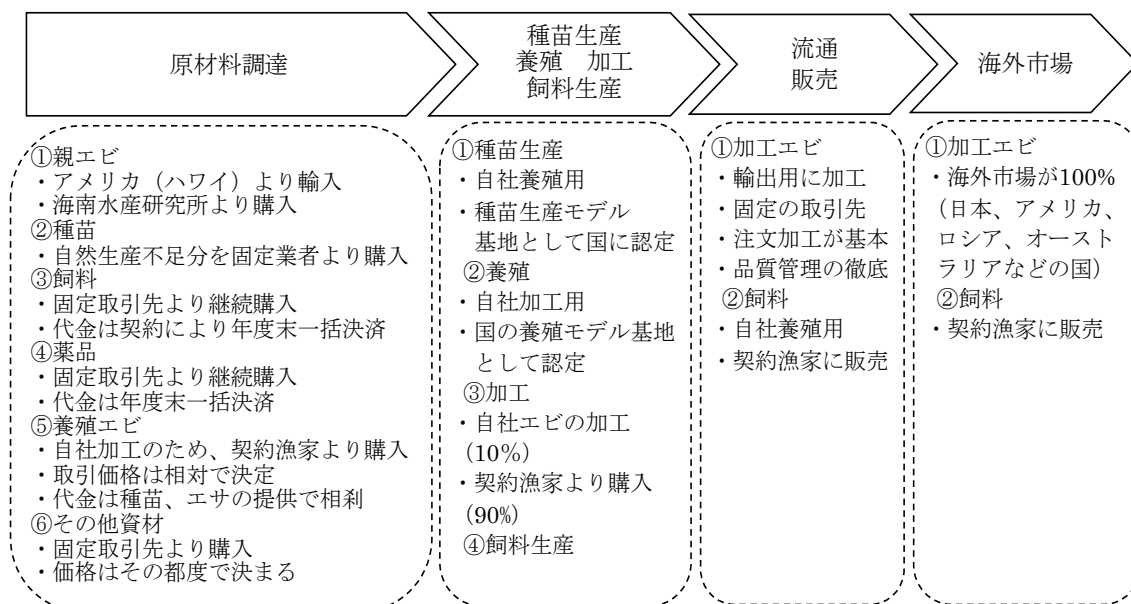 原材料調達
種苗生産
養殖 加工
飼料生産
流通
販売
海外市場
①親エビ
・アメリカ(ハワイ)より輸入
・海南水産研究所より購入
②種苗
・自然生産不足分を固定業者より購入
③飼料
・固定取引先より継続購入
・代金は契約により年度末一括決済
④薬品
・固定取引先より継続購入
・代金は年度末一括決済
⑤養殖エビ
・自社加工のため、契約漁家より購入
・取引価格は相対で決定
・代金は種苗、エサの提供で相刹
⑥その他資材
・固定取引先より購入
・価格はその都度で決まる
①種苗生産
・自社養殖用
・種苗生産モデル
基地として国に認定
②養殖
・自社加工用
・国の養殖モデル基地
として認定
③加工
・自社エビの加工
(10%)
・契約漁家より購入
(90%)
④飼料生産
①加工エビ
・輸出用に加工
・固定の取引先
・注文加工が基本
・品質管理の徹底
②飼料
・自社養殖用
・契約漁家に販売
①加工エビ
・海外市場が100%
(日本、アメリカ、
ロシア、オースト
ラリアなどの国)
②飼料
・契約漁家に販売